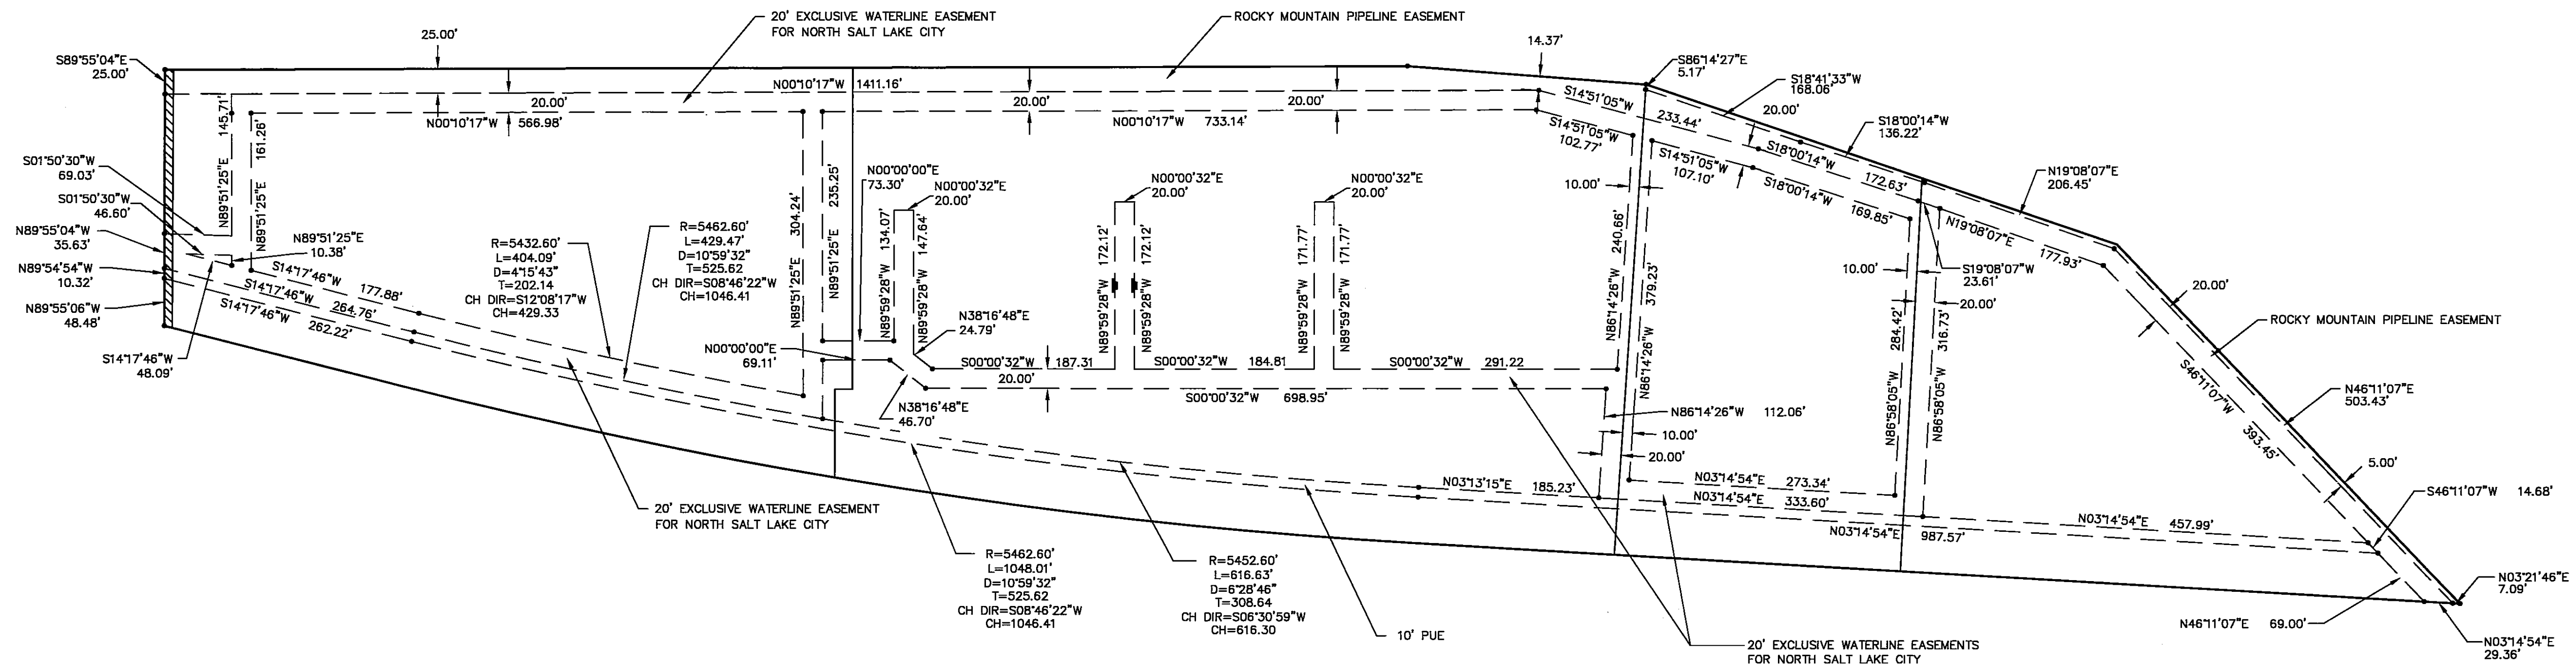 20' EXCLUSIVE WATERLINE EASEMENT
FOR NORTH SALT LAKE CITY
ROCKY MOUNTAIN PIPELINE EASEMENT
25.00'
14.37'
S89°55'04"E
25.00'
S86°14'27"E
5.17'
S18°41'33"W
168.06'
N00°10'17"W 1411.16'
20.00'
20.00'
20.00'
N00°10'17"W 566.98'
N00°10'17"W 733.14'
S14°51'05"W
233.44'
20.00'
S18°00'14"W
136.22'
S14°51'05"W
102.77'
S14°51'05"W
107.10'
S18°00'14"W
172.63'
S18°00'14"W 169.85'
N19°08'07"E
206.45'
N89°51'25"E 145.71'
N89°51'25"E 161.26'
S01°50'30"W
69.03'
S01°50'30"W
46.60'
N89°55'04"W
35.63'
N89°54'54"W
10.32'
N89°55'06"W
48.48'
S14°17'46"W
48.09'
N89°51'25"E
10.38'
S14°17'46"W 177.88'
S14°17'46"W 264.76'
S14°17'46"W 262.22'
R=5432.60'
L=404.09'
D=4°15'43"
T=202.14
CH DIR=S12°08'17"W
CH=429.33
R=5462.60'
L=429.47'
D=10°59'32"
T=525.62
CH DIR=S08°46'22"W
CH=1046.41
N89°51'25"E 304.24'
N89°51'25"E 235.25'
N00°00'00"E
73.30'
N00°00'32"E
20.00'
N00°00'32"E
20.00'
N00°00'32"E
20.00'
N89°59'28"W 134.07'
N89°59'28"W 147.64'
N89°59'28"W 172.12'
N89°59'28"W 172.12'
N89°59'28"W 171.77'
N89°59'28"W 171.77'
N38°16'48"E
24.79'
N00°00'00"E
69.11'
S00°00'32"W 187.31
S00°00'32"W 184.81
S00°00'32"W 291.22
20.00'
S00°00'32"W 698.95'
N38°16'48"E
46.70'
10.00'
N86°14'26"W 240.66'
N86°14'26"W 379.23'
N86°14'26"W 112.06'
10.00'
20.00'
10.00'
N86°58'05"W 284.42'
N86°58'05"W 316.73'
20.00'
N19°08'07"E
177.93'
S19°08'07"W
23.61'
20.00'
ROCKY MOUNTAIN PIPELINE EASEMENT
S46°11'07"W 393.45'
N46°11'07"E
503.43'
5.00'
S46°11'07"W 14.68'
N03°13'15"E 185.23'
N03°14'54"E 273.34'
N03°14'54"E 333.60'
N03°14'54"E 457.99'
N03°14'54"E 987.57'
N03°21'46"E
7.09'
N46°11'07"E 69.00'
N03°14'54"E
29.36'
20' EXCLUSIVE WATERLINE EASEMENT
FOR NORTH SALT LAKE CITY
R=5462.60'
L=1048.01'
D=10°59'32"
T=525.62
CH DIR=S08°46'22"W
CH=1046.41
R=5452.60'
L=616.63'
D=6°28'46"
T=308.64
CH DIR=S06°30'59"W
CH=616.30
10' PUE
20' EXCLUSIVE WATERLINE EASEMENTS
FOR NORTH SALT LAKE CITY